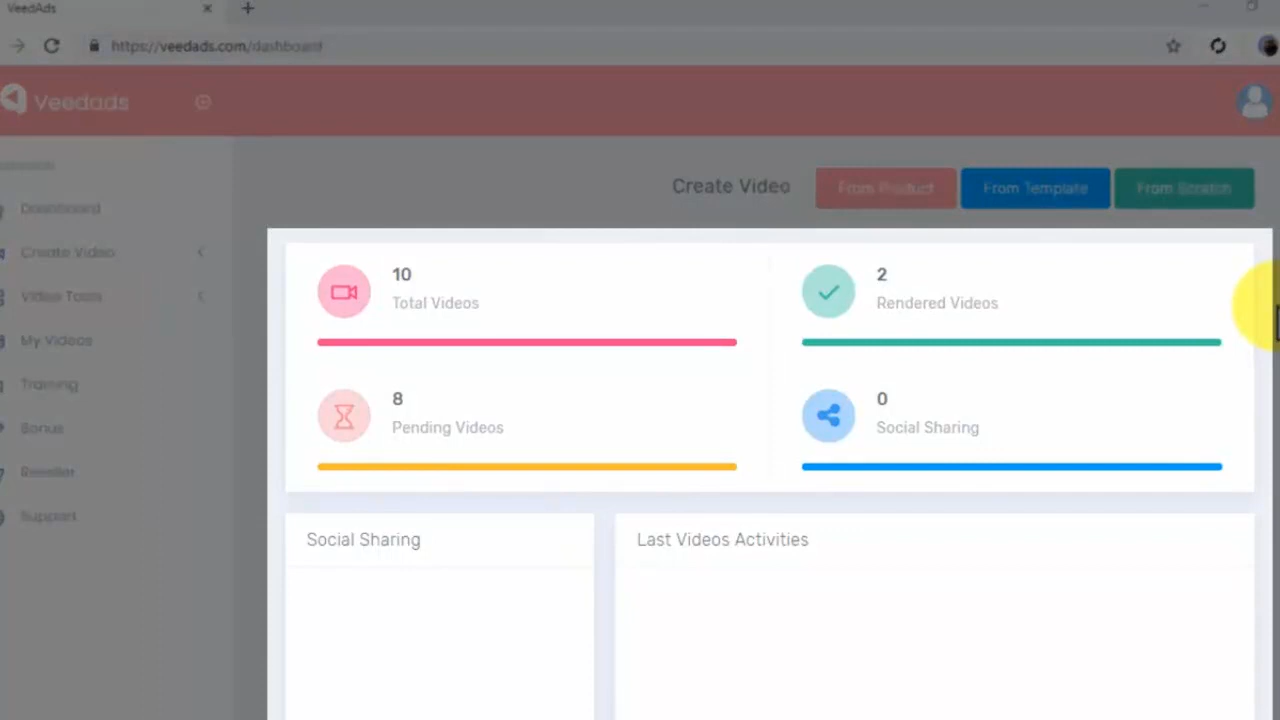 VeedAds
https://veedads.com/dashboard
Veedads
Dashboard
Create Video
Video Tools
My Videos
Training
Bonus
Reseller
Support
Create Video
From Product
From Template
From Scratch
10
Total Videos
2
Rendered Videos
8
Pending Videos
0
Social Sharing
Social Sharing
Last Videos Activities